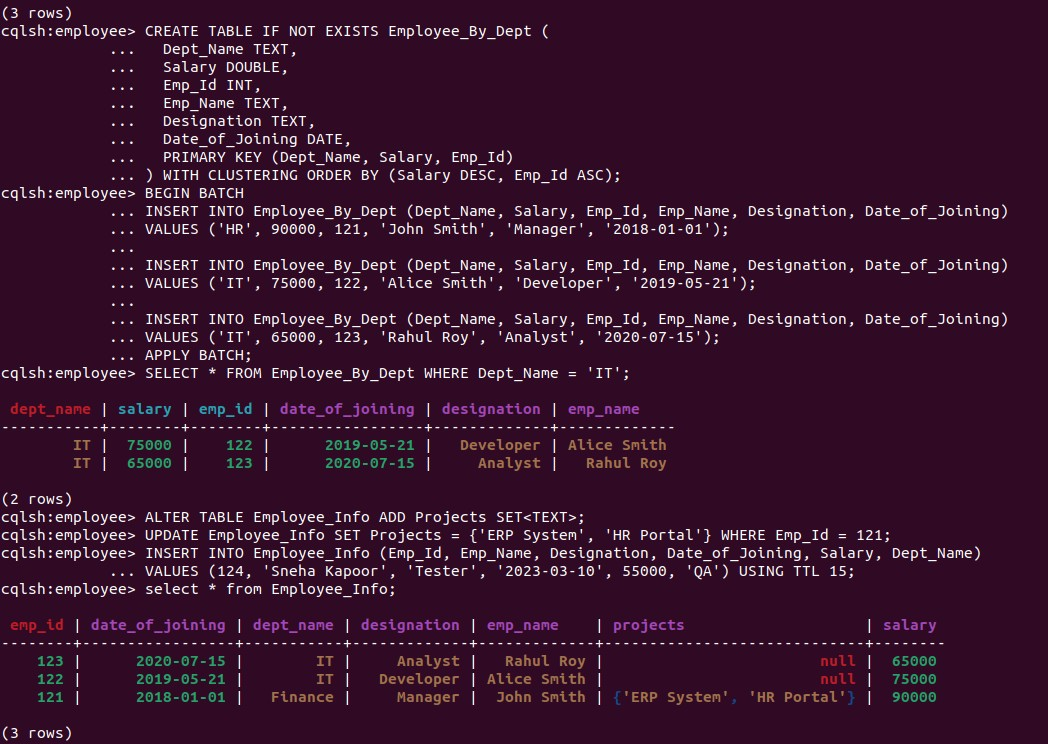 (3 rows)
cqlsh:employee> CREATE TABLE IF NOT EXISTS Employee_By_Dept (
            ...   Dept_Name TEXT,
            ...   Salary DOUBLE,
            ...   Emp_Id INT,
            ...   Emp_Name TEXT,
            ...   Designation TEXT,
            ...   Date_of_Joining DATE,
            ...   PRIMARY KEY (Dept_Name, Salary, Emp_Id)
            ... ) WITH CLUSTERING ORDER BY (Salary DESC, Emp_Id ASC);
cqlsh:employee> BEGIN BATCH
            ... INSERT INTO Employee_By_Dept (Dept_Name, Salary, Emp_Id, Emp_Name, Designation, Date_of_Joining)
            ... VALUES ('HR', 90000, 121, 'John Smith', 'Manager', '2018-01-01');
            ...
            ... INSERT INTO Employee_By_Dept (Dept_Name, Salary, Emp_Id, Emp_Name, Designation, Date_of_Joining)
            ... VALUES ('IT', 75000, 122, 'Alice Smith', 'Developer', '2019-05-21');
            ...
            ... INSERT INTO Employee_By_Dept (Dept_Name, Salary, Emp_Id, Emp_Name, Designation, Date_of_Joining)
            ... VALUES ('IT', 65000, 123, 'Rahul Roy', 'Analyst', '2020-07-15');
            ... APPLY BATCH;
cqlsh:employee> SELECT * FROM Employee_By_Dept WHERE Dept_Name = 'IT';

 dept_name | salary | emp_id | date_of_joining | designation | emp_name
-----------+--------+--------+-----------------+-------------+-------------
        IT |  75000 |    122 |      2019-05-21 |   Developer | Alice Smith
        IT |  65000 |    123 |      2020-07-15 |     Analyst |   Rahul Roy

(2 rows)
cqlsh:employee> ALTER TABLE Employee_Info ADD Projects SET<TEXT>;
cqlsh:employee> UPDATE Employee_Info SET Projects = {'ERP System', 'HR Portal'} WHERE Emp_Id = 121;
cqlsh:employee> INSERT INTO Employee_Info (Emp_Id, Emp_Name, Designation, Date_of_Joining, Salary, Dept_Name)
            ... VALUES (124, 'Sneha Kapoor', 'Tester', '2023-03-10', 55000, 'QA') USING TTL 15;
cqlsh:employee> select * from Employee_Info;

 emp_id | date_of_joining | dept_name | designation | emp_name    | projects                    | salary
--------+-----------------+-----------+-------------+-------------+-----------------------------+--------
    123 |      2020-07-15 |        IT |     Analyst |   Rahul Roy |                        null |  65000
    122 |      2019-05-21 |        IT |   Developer | Alice Smith |                        null |  75000
    121 |      2018-01-01 |   Finance |     Manager |  John Smith | {'ERP System', 'HR Portal'} |  90000

(3 rows)